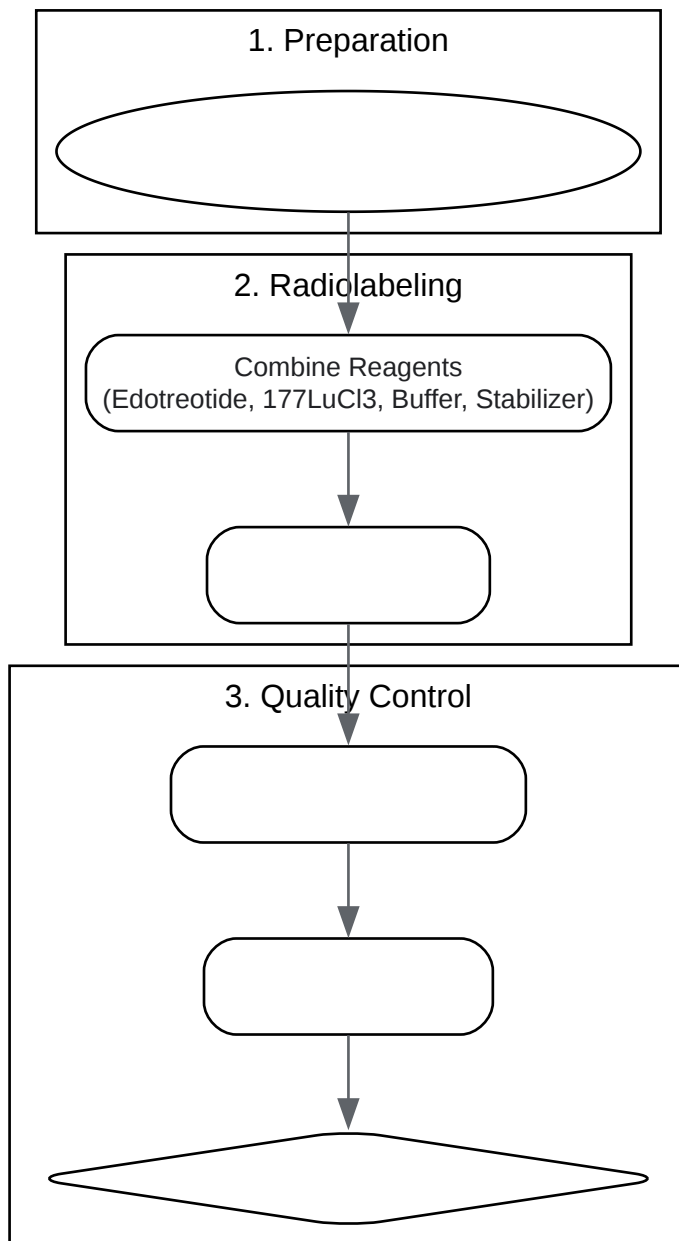 1. Preparation
2. Radiolabeling
Combine Reagents
(Edotreotide, 177LuCl3, Buffer, Stabilizer)
3. Quality Control